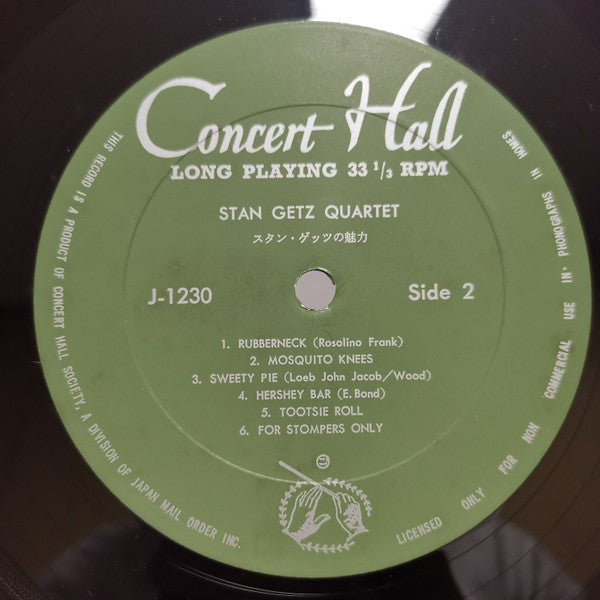 Concert Hall
LONG PLAYING 33 1/3 RPM
STAN GETZ QUARTET
スタン・ゲッツの魅力
J-1230
Side 2
1. RUBBERNECK (Rosolino Frank)
2. MOSQUITO KNEES
3. SWEETY PIE (Loeb John Jacob/Wood)
4. HERSHEY BAR (E. Bond)
5. TOOTSIE ROLL
6. FOR STOMPERS ONLY
THIS RECORD IS A PRODUCT OF CONCERT HALL SOCIETY, A DIVISION OF JAPAN MAIL ORDER INC.
LICENSED ONLY FOR NON COMMERCIAL USE IN PHONOGRAPHS IN HOMES